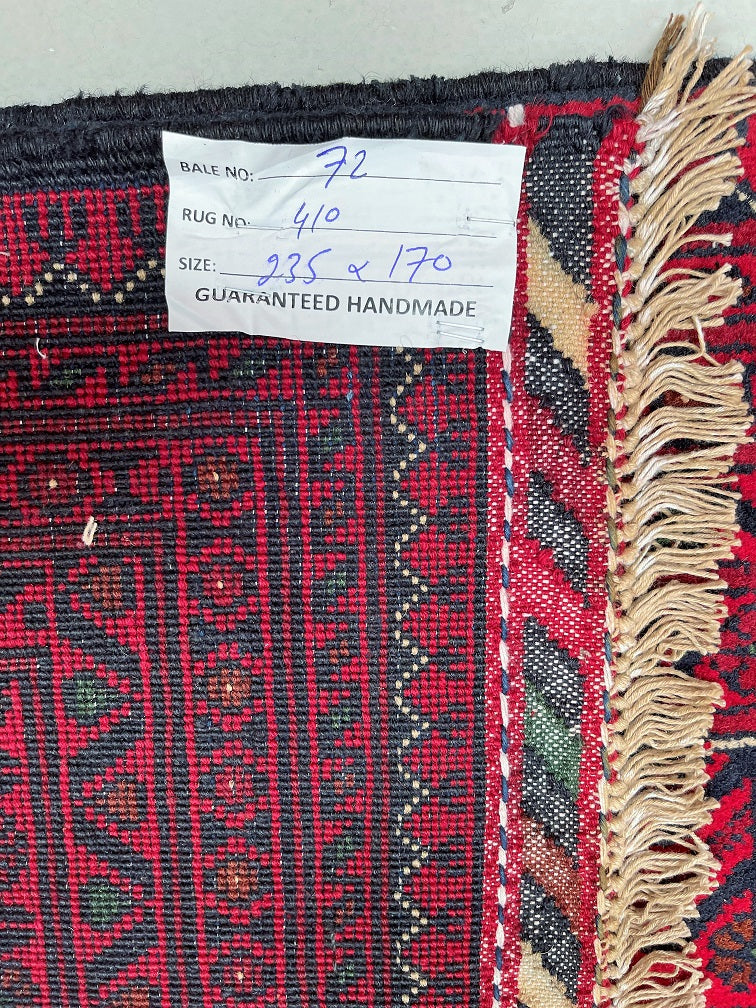 BALE NO: 72
RUG NO: 410
SIZE: 235 x 170
GUARANTEED HANDMADE